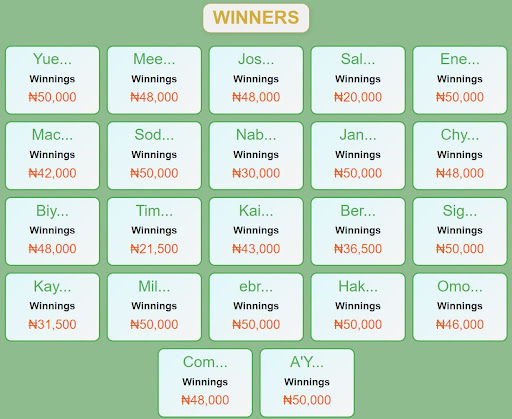 WINNERS
Yue... Mee... Jos... Sal... Ene...
Winnings Winnings Winnings Winnings Winnings
₦50,000 ₦48,000 ₦48,000 ₦20,000 ₦50,000
Mac... Sod... Nab... Jan... Chy...
Winnings Winnings Winnings Winnings Winnings
₦42,000 ₦50,000 ₦30,000 ₦50,000 ₦48,000
Biy... Tim... Kai... Ber... Sig...
Winnings Winnings Winnings Winnings Winnings
₦48,000 ₦21,500 ₦43,000 ₦36,500 ₦50,000
Kay... Mil... ebr... Hak... Omo...
Winnings Winnings Winnings Winnings Winnings
₦31,500 ₦50,000 ₦50,000 ₦50,000 ₦46,000
Com... A'Y...
Winnings Winnings
₦48,000 ₦50,000